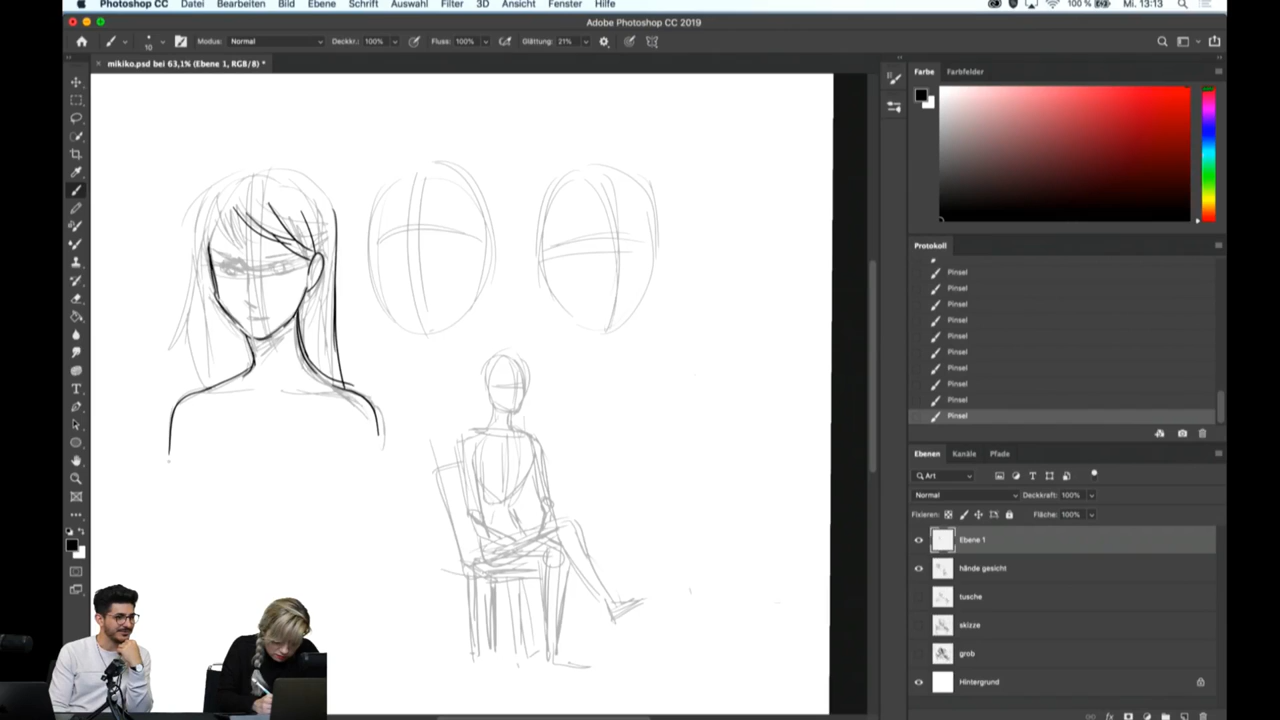 Photoshop CC Datei Bearbeiten Bild Ebene Schrift Auswahl Filter 3D Ansicht Fenster Hilfe 100 % Mi. 13:13
Adobe Photoshop CC 2019
10 Modus: Normal Deckkr.: 100% Fluss: 100% Glättung: 21%
mikiko.psd bei 63,1% (Ebene 1, RGB/8) *
Farbe Farbfelder
Protokoll
Pinsel
Pinsel
Pinsel
Pinsel
Pinsel
Pinsel
Pinsel
Pinsel
Pinsel
Pinsel
Ebenen Kanäle Pfade
Art
Normal Deckkraft: 100%
Fixieren: Fläche: 100%
Ebene 1
hände gesicht
tusche
skizze
grob
Hintergrund
fx